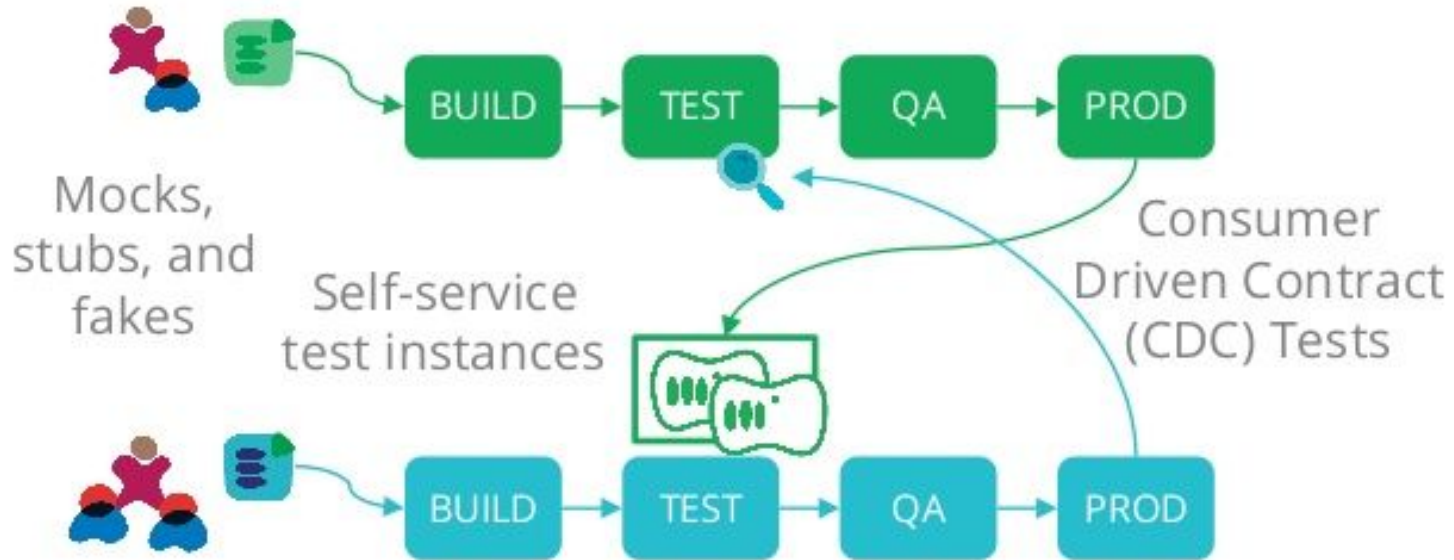 BUILD
TEST
QA
PROD
Mocks,
stubs, and
fakes
Self-service
test instances
Consumer
Driven Contract
(CDC) Tests
BUILD
TEST
QA
PROD